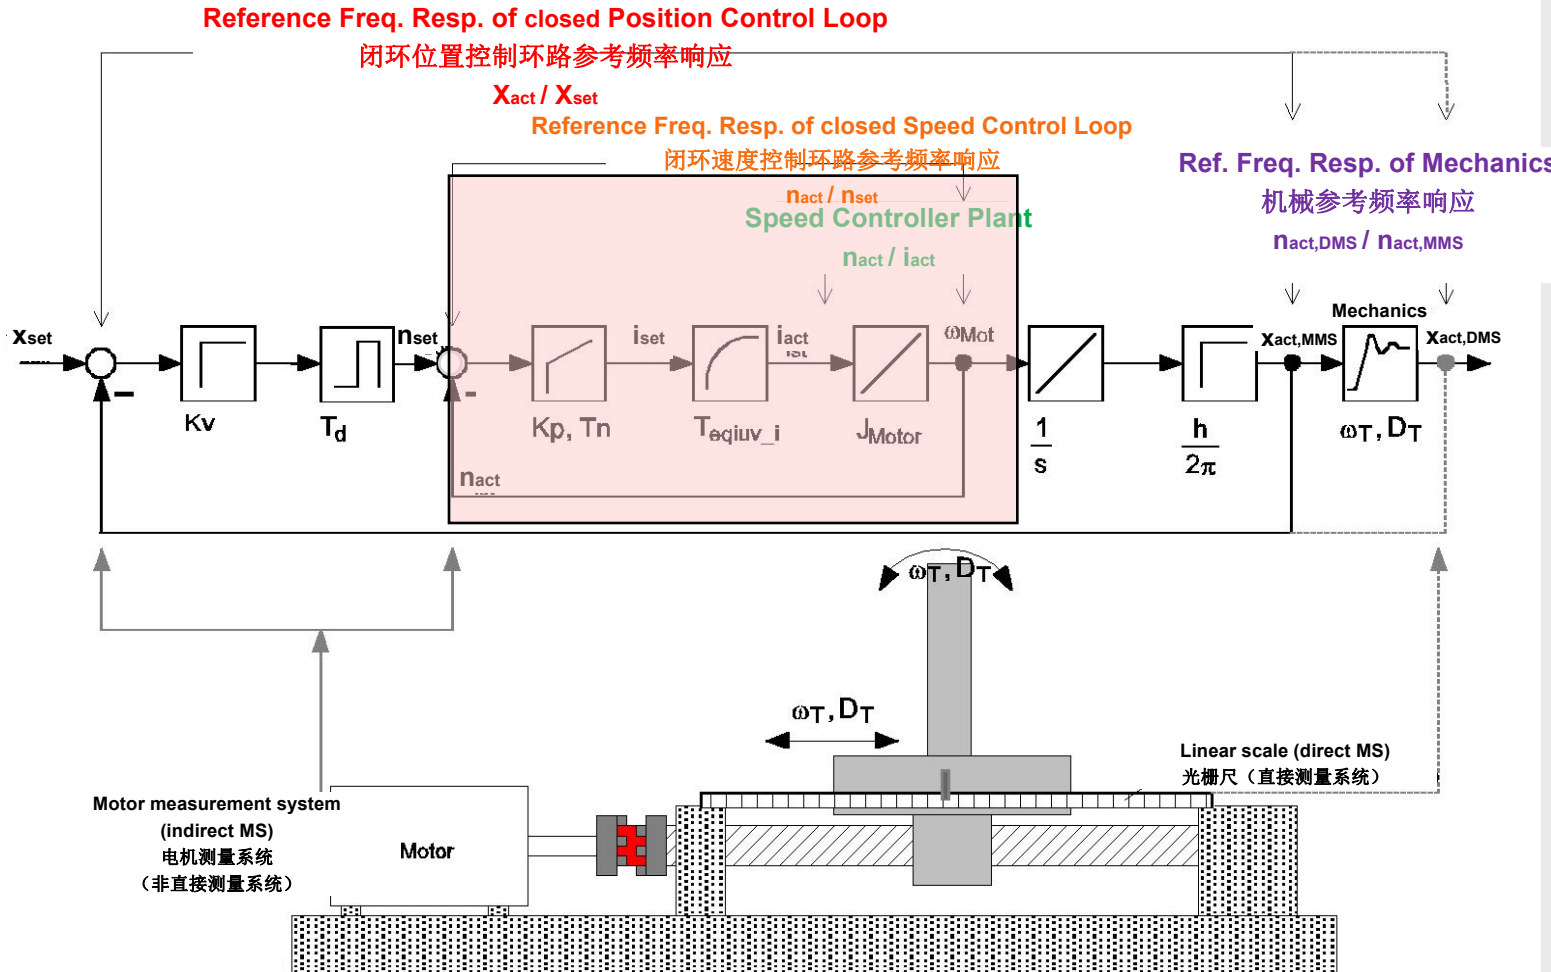 Reference Freq. Resp. of closed Position Control Loop
闭环位置控制环路参考频率响应
Xact / Xset
Reference Freq. Resp. of closed Speed Control Loop
闭环速度控制环路参考频率响应
nact / nset
Speed Controller Plant
nact / iact
Ref. Freq. Resp. of Mechanics
机械参考频率响应
nact,DMS / nact,MMS
Mechanics
xset
nset
iset
iact
ωMot
xact,MMS
xact,DMS
Kv
Td
Kp, Tn
Teqiuv_i
JMotor
1
s
h
2π
ωT, DT
nact
ωT, DT
ωT, DT
Linear scale (direct MS)
光栅尺（直接测量系统）
Motor measurement system
(indirect MS)
电机测量系统
（非直接测量系统）
Motor